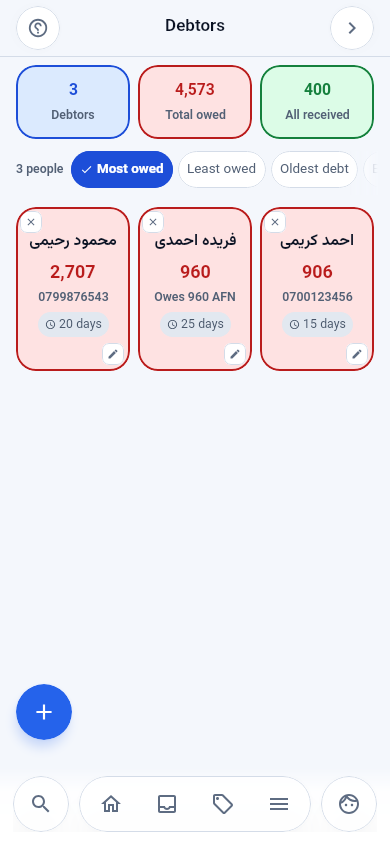 Debtors
3
Debtors
4,573
Total owed
400
All received
3 people
Most owed
Least owed
Oldest debt
محمود رحیمی
2,707
0799876543
20 days
فریده احمدی
960
Owes 960 AFN
25 days
احمد کریمی
906
0700123456
15 days